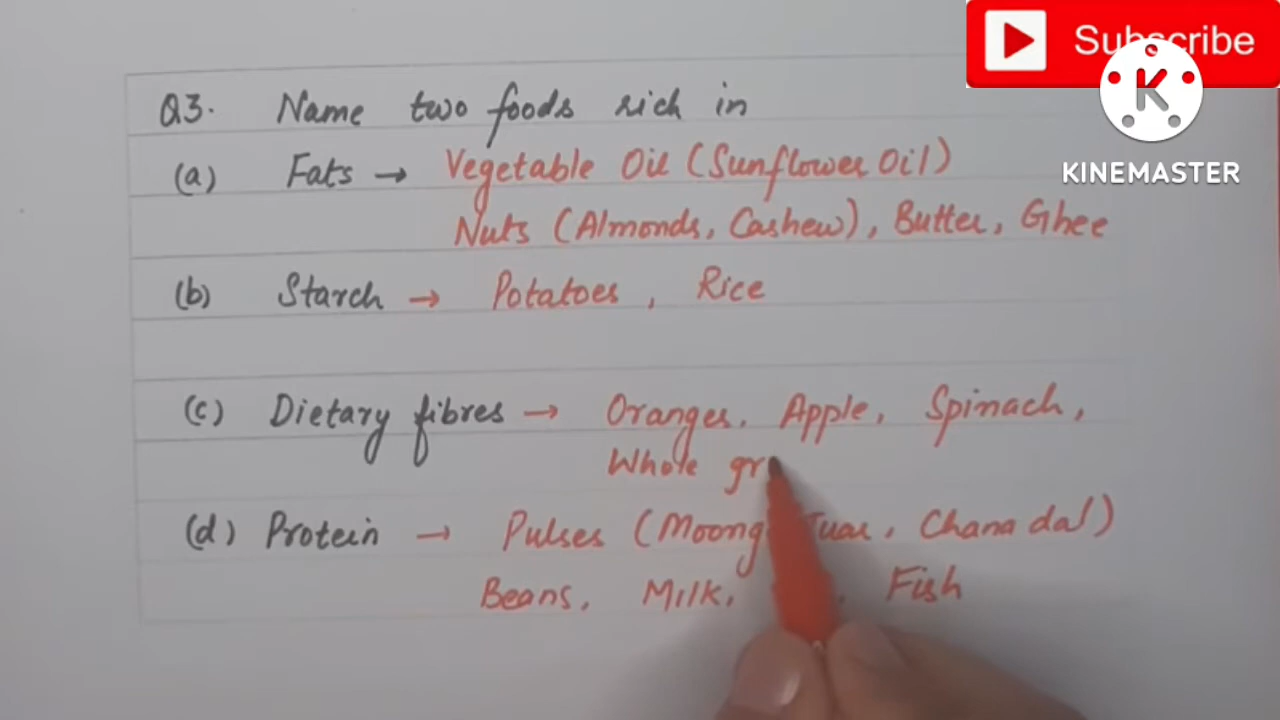 Subscribe
KINEMASTER
Q3. Name two foods rich in
(a) Fats → Vegetable Oil (Sunflower Oil)
Nuts (Almonds, Cashew), Butter, Ghee
(b) Starch → Potatoes, Rice
(c) Dietary fibres → Oranges, Apple, Spinach,
Whole gr
(d) Protein → Pulses (Moong Tuar, Chana dal)
Beans, Milk, , Fish